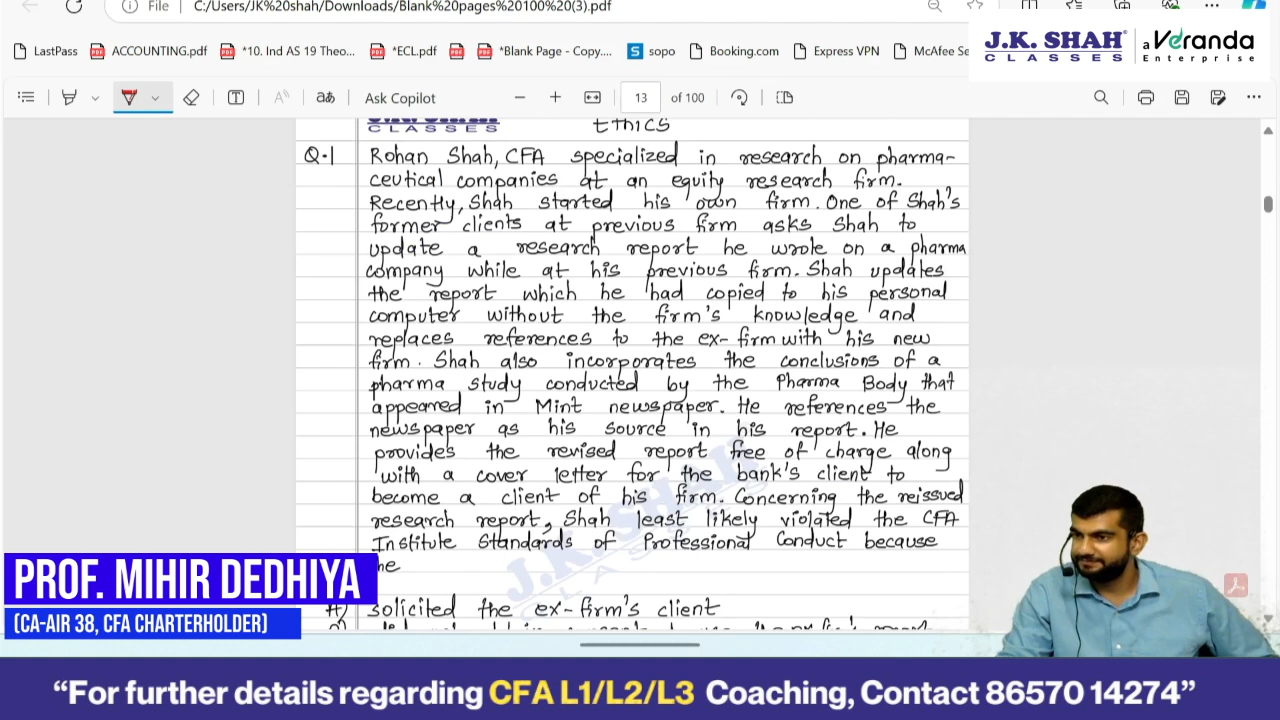 File
C:/Users/JK%20shah/Downloads/Blank%20pages%20100%20(3).pdf
LastPass ACCOUNTING.pdf *10. Ind AS 19 Theo... *ECL.pdf *Blank Page - Copy.... sopo Booking.com Express VPN McAfee Se
J.K. SHAH CLASSES a Veranda Enterprise
Ask Copilot 13 of 100
CLASSES Ethics
Q.1 Rohan Shah, CFA specialized in research on pharma-
ceutical companies at an equity research firm.
Recently, Shah started his own firm. One of Shah's
former clients at previous firm asks Shah to
update a research report he wrote on a pharma
company while at his previous firm. Shah updates
the report which he had copied to his personal
computer without the firm's knowledge and
replaces references to the ex-firm with his new
firm. Shah also incorporates the conclusions of a
pharma study conducted by the Pharma Body that
appeared in Mint newspaper. He references the
newspaper as his source in his report. He
provides the revised report free of charge along
with a cover letter for the bank's client to
become a client of his firm. Concerning the reissued
research report, Shah least likely violated the CFA
Institute Standards of Professional Conduct because
he
A) solicited the ex-firm's client
J.K. SHAH
PROF. MIHIR DEDHIYA
(CA-AIR 38, CFA CHARTERHOLDER)
“For further details regarding CFA L1/L2/L3 Coaching, Contact 86570 14274”